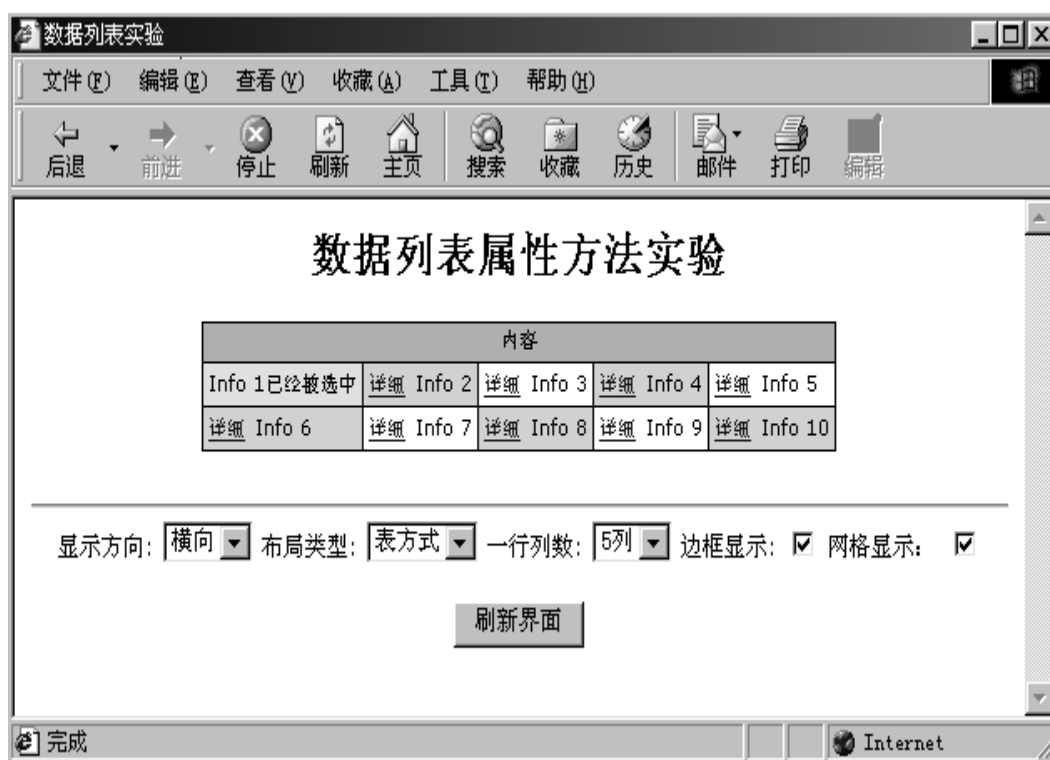 数据列表实验
文件(F) 编辑(E) 查看(V) 收藏(A) 工具(T) 帮助(H)
后退 前进 停止 刷新 主页 搜索 收藏 历史 邮件 打印 编辑
数据列表属性方法实验
内容
Info 1已经被选中 详细 Info 2 详细 Info 3 详细 Info 4 详细 Info 5
详细 Info 6 详细 Info 7 详细 Info 8 详细 Info 9 详细 Info 10
显示方向: 横向 布局类型: 表方式 一行列数: 5列 边框显示: 网格显示:
刷新界面
完成 Internet